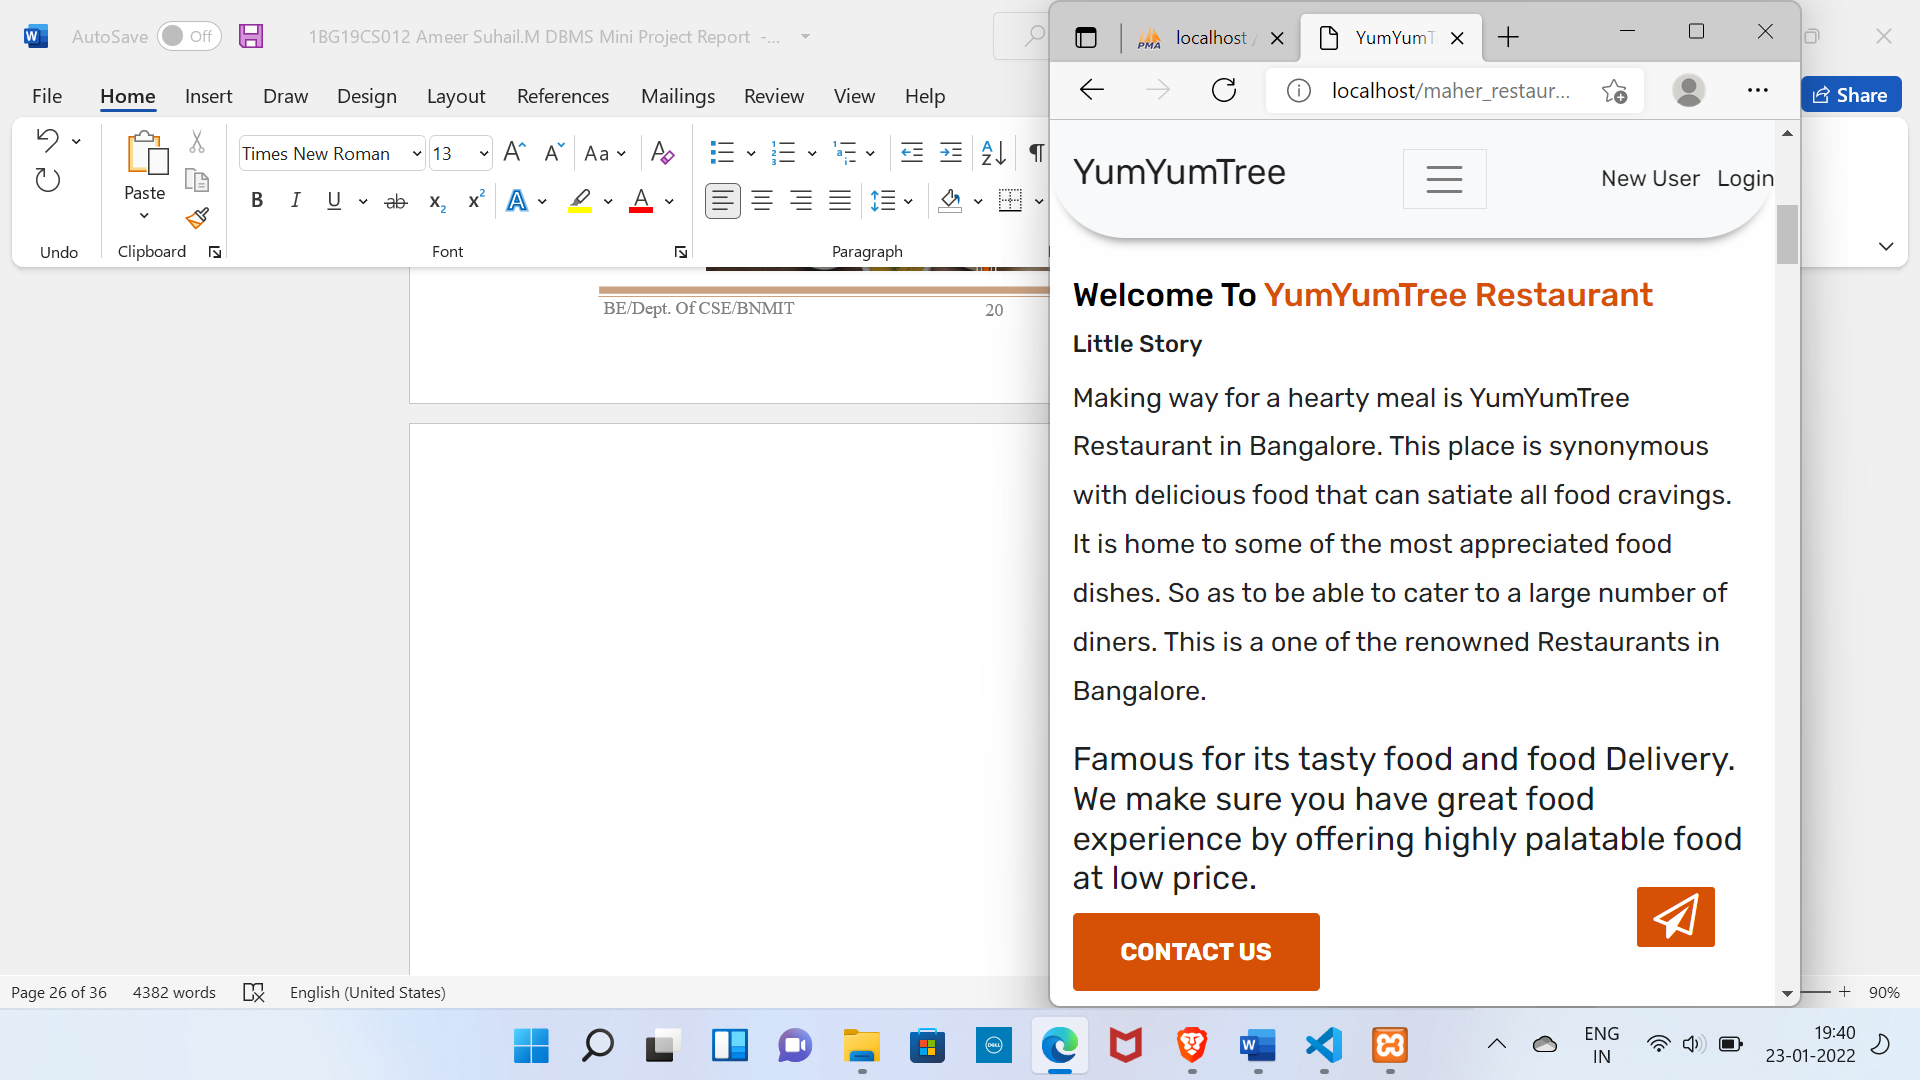 AutoSave Off 1BG19CS012 Ameer Suhail.M DBMS Mini Project Report -...
File Home Insert Draw Design Layout References Mailings Review View Help
Share
Paste
Times New Roman 13
Undo Clipboard Font Paragraph
BE/Dept. Of CSE/BNMIT 20
Page 26 of 36 4382 words English (United States)
90%
PMA localhost / YumYumT
localhost/maher_restaur...
YumYumTree
New User Login
Welcome To YumYumTree Restaurant
Little Story
Making way for a hearty meal is YumYumTree
Restaurant in Bangalore. This place is synonymous
with delicious food that can satiate all food cravings.
It is home to some of the most appreciated food
dishes. So as to be able to cater to a large number of
diners. This is a one of the renowned Restaurants in
Bangalore.
Famous for its tasty food and food Delivery.
We make sure you have great food
experience by offering highly palatable food
at low price.
CONTACT US
DELL
ENG
IN
19:40
23-01-2022